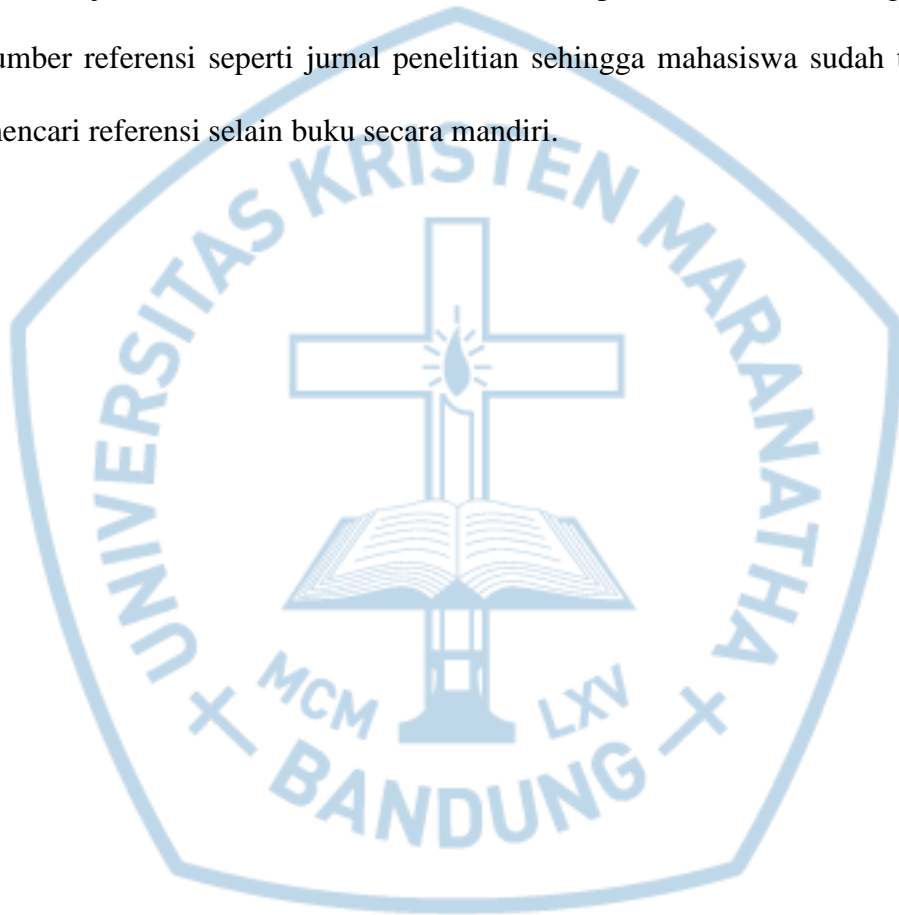 umber referensi seperti jurnal penelitian sehingga mahasiswa sudah
encari referensi selain buku secara mandiri.
UNIVERSITAS KRISTEN MARANATHA
MCM LXV
BANDUNG